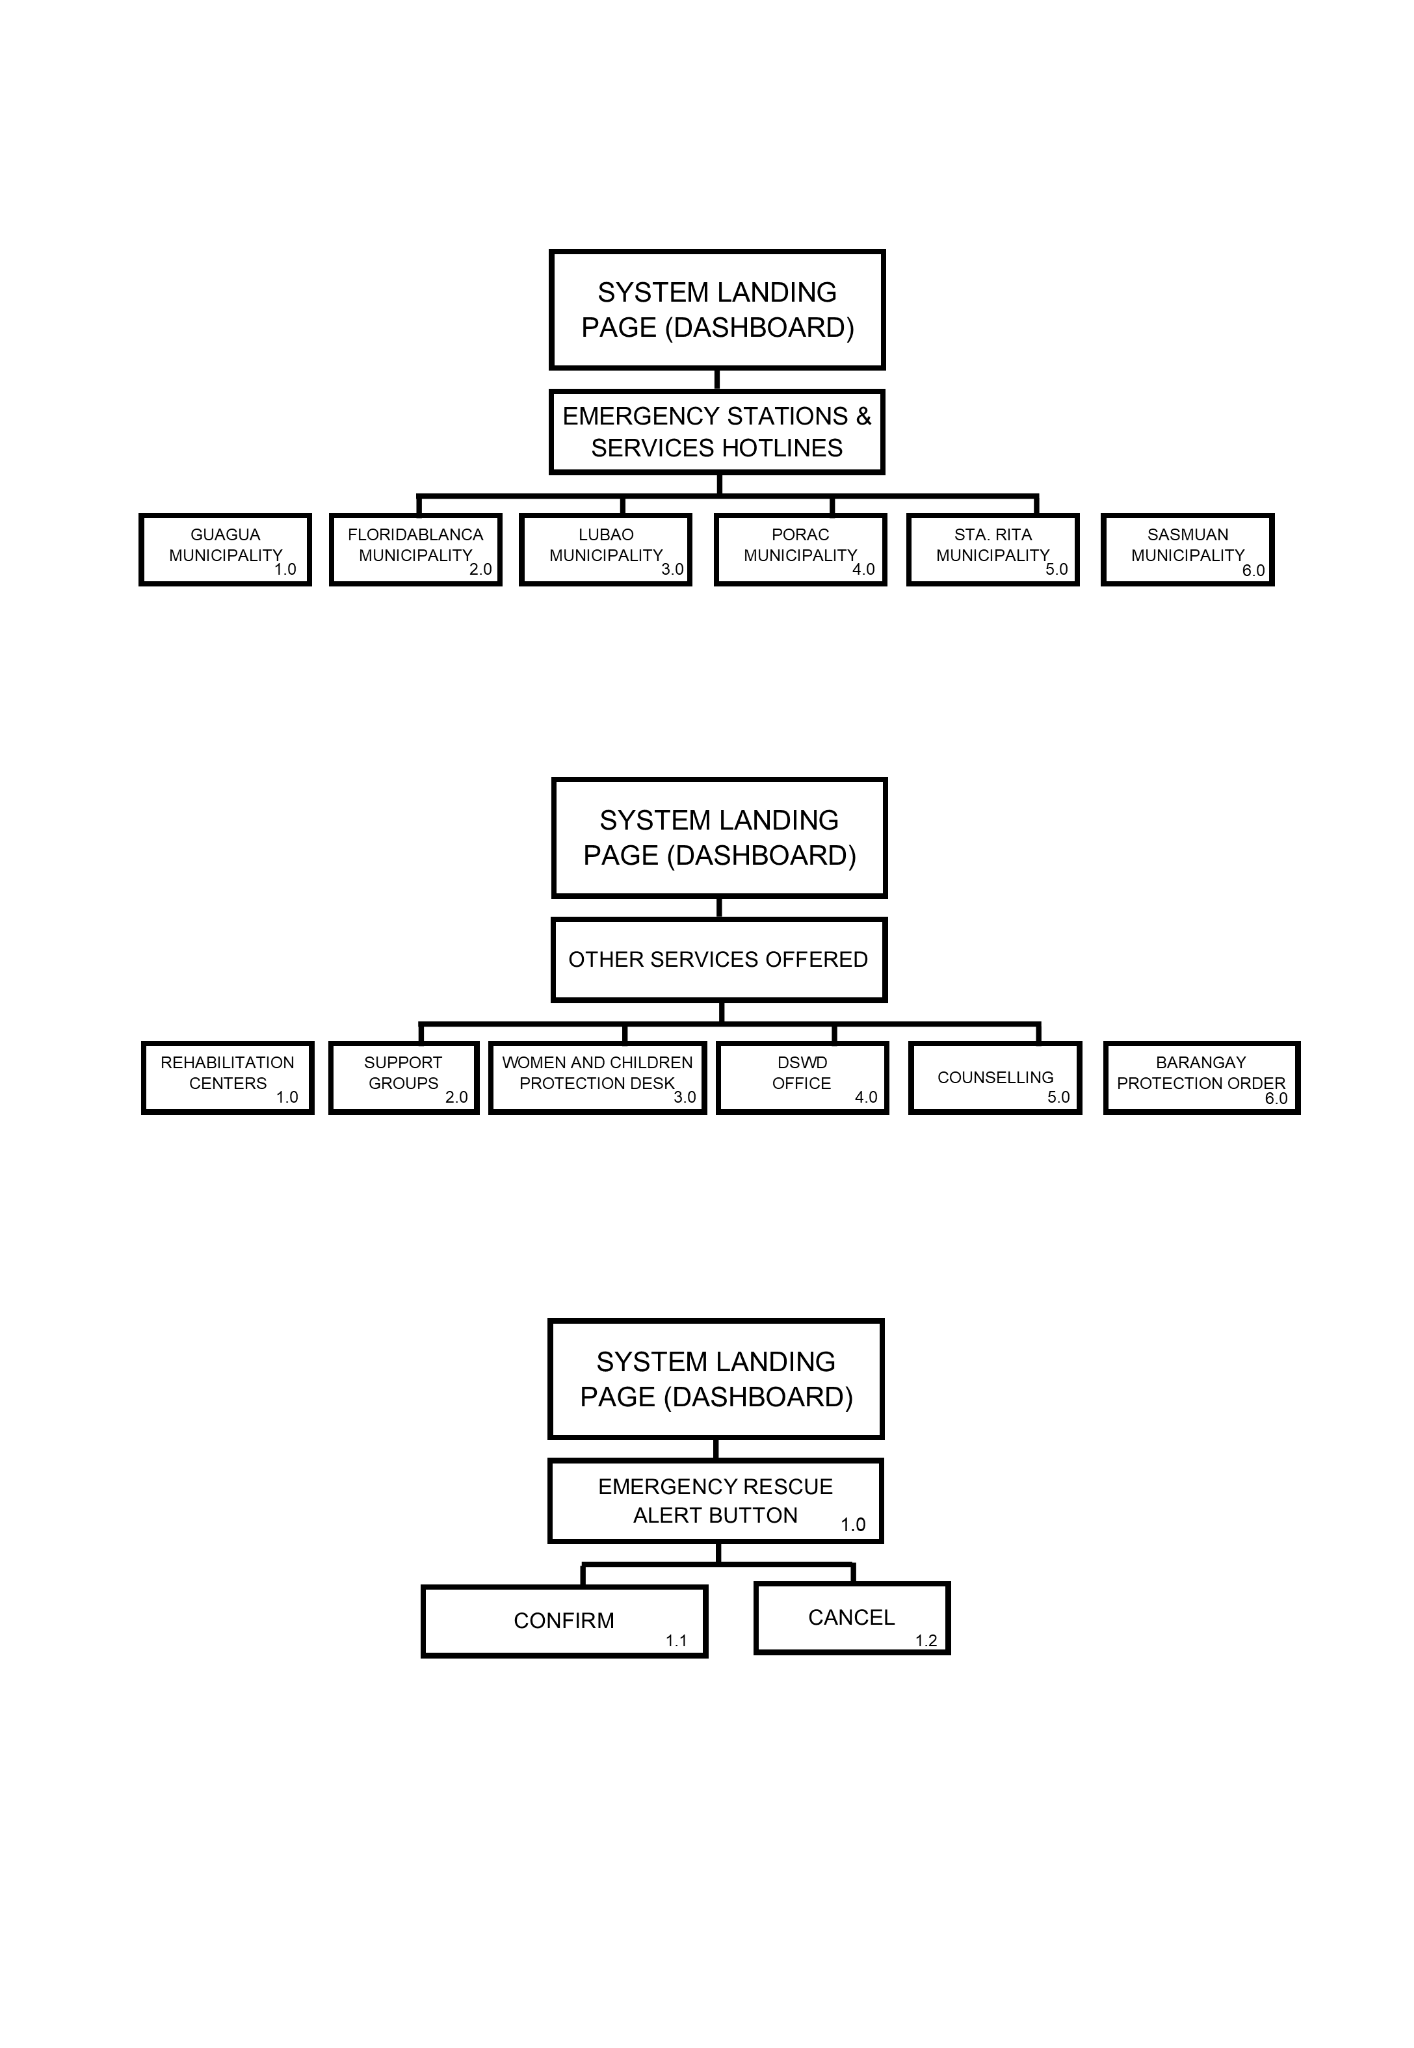 SYSTEM LANDING
PAGE (DASHBOARD)
EMERGENCY STATIONS &
SERVICES HOTLINES
GUAGUA
MUNICIPALITY
1.0
FLORIDABLANCA
MUNICIPALITY
2.0
LUBAO
MUNICIPALITY
3.0
PORAC
MUNICIPALITY
4.0
STA. RITA
MUNICIPALITY
5.0
SASMUAN
MUNICIPALITY
6.0
SYSTEM LANDING
PAGE (DASHBOARD)
OTHER SERVICES OFFERED
REHABILITATION
CENTERS
1.0
SUPPORT
GROUPS
2.0
WOMEN AND CHILDREN
PROTECTION DESK
3.0
DSWD
OFFICE
4.0
COUNSELLING
5.0
BARANGAY
PROTECTION ORDER
6.0
SYSTEM LANDING
PAGE (DASHBOARD)
EMERGENCY RESCUE
ALERT BUTTON
1.0
CONFIRM
1.1
CANCEL
1.2